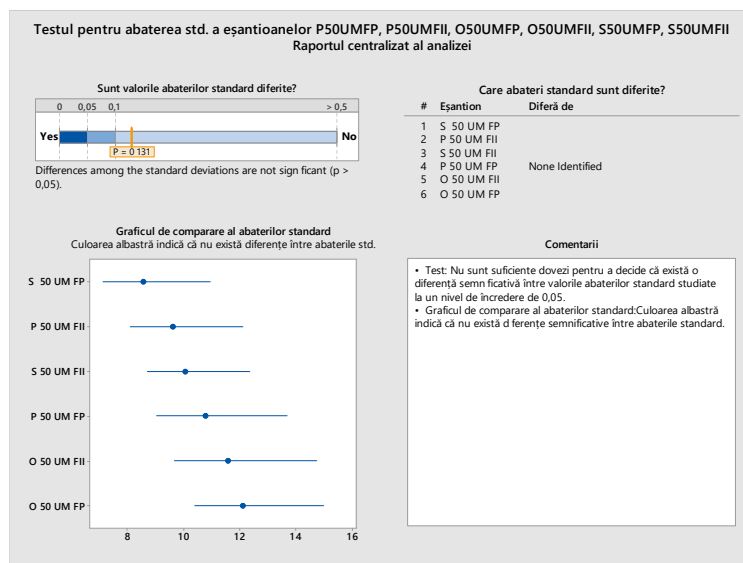 Testul pentru abaterea std. a eșantioanelor P50UMFP, P50UMFII, O50UMFP, O50UMFII, S50UMFP, S50UMFII
Raportul centralizat al analizei
Sunt valorile abaterilor standard diferite?
0 0,05 0,1 > 0,5
Yes No
P = 0 131
Differences among the standard deviations are not sign ficant (p >
0,05).
Care abateri standard sunt diferite?
# Eșantion Diferă de
1 S 50 UM FP
2 P 50 UM FII
3 S 50 UM FII
4 P 50 UM FP None Identified
5 O 50 UM FII
6 O 50 UM FP
Graficul de comparare al abaterilor standard
Culoarea albastră indică că nu există diferențe între abaterile std.
S 50 UM FP
P 50 UM FII
S 50 UM FII
P 50 UM FP
O 50 UM FII
O 50 UM FP
8 10 12 14 16
Comentarii
• Test: Nu sunt suficiente dovezi pentru a decide că există o
diferență semn ficativă între valorile abaterilor standard studiate
la un nivel de încredere de 0,05.
• Graficul de comparare al abaterilor standard:Culoarea albastră
indică că nu există d ferențe semnificative între abaterile standard.